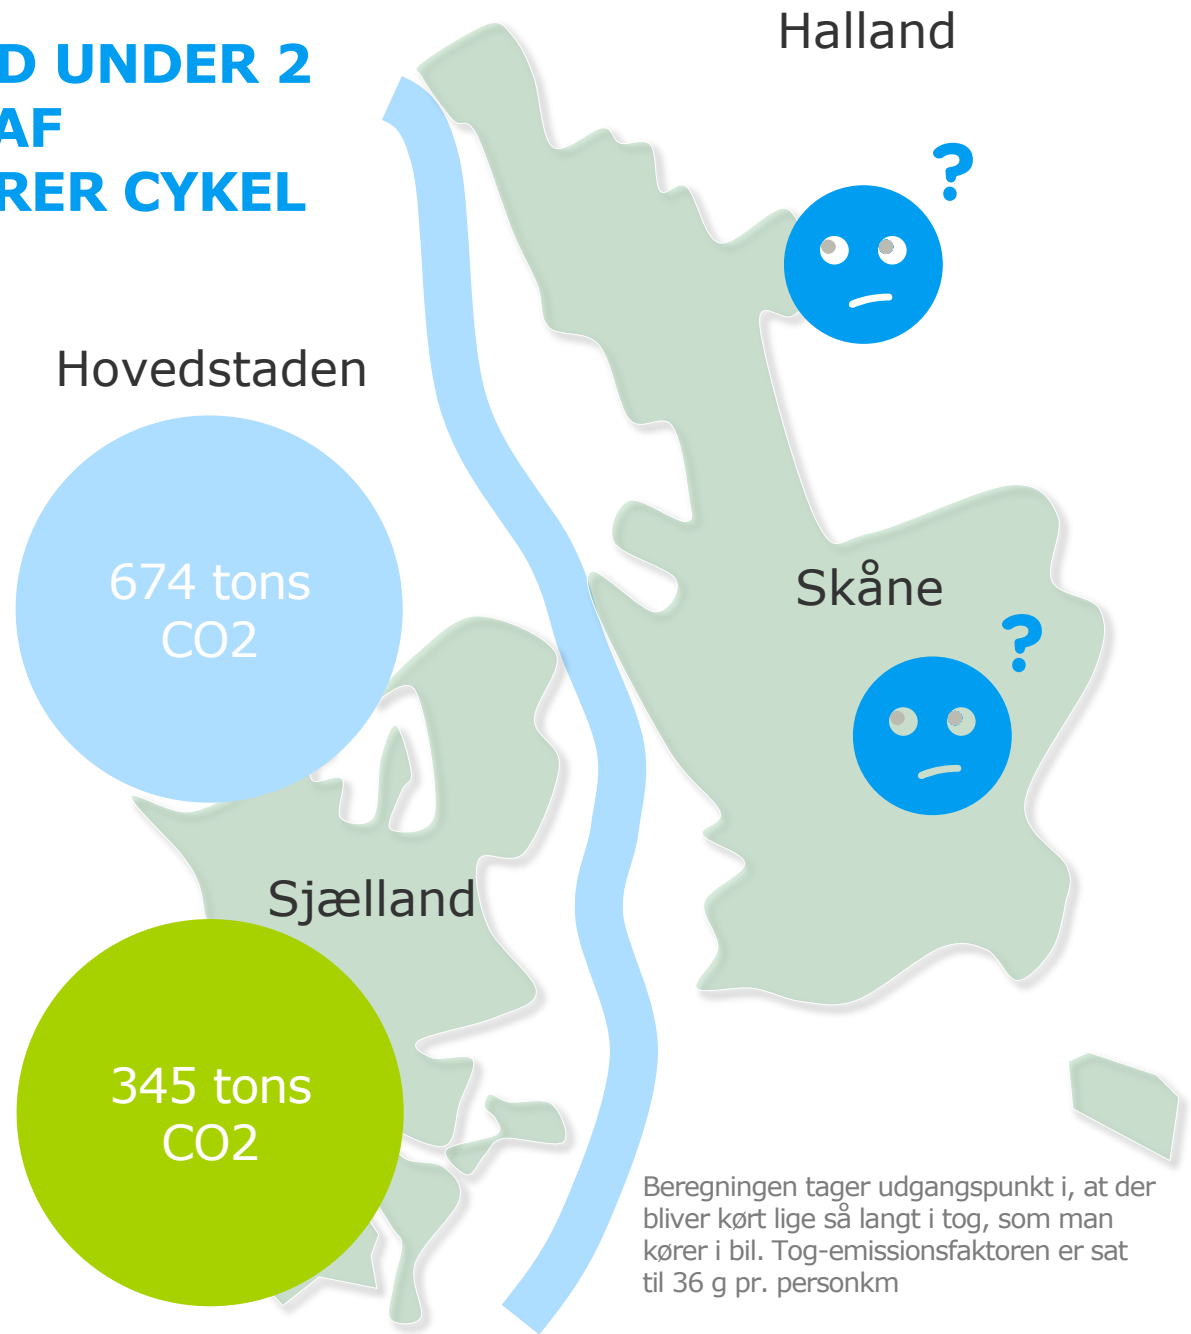 D UNDER 2
AF
RER CYKEL
Halland
?
Hovedstaden
674 tons
CO2
Skåne
?
Sjælland
345 tons
CO2
Beregningen tager udgangspunkt i, at der
bliver kørt lige så langt i tog, som man
kører i bil. Tog-emissionsfaktoren er sat
til 36 g pr. personkm